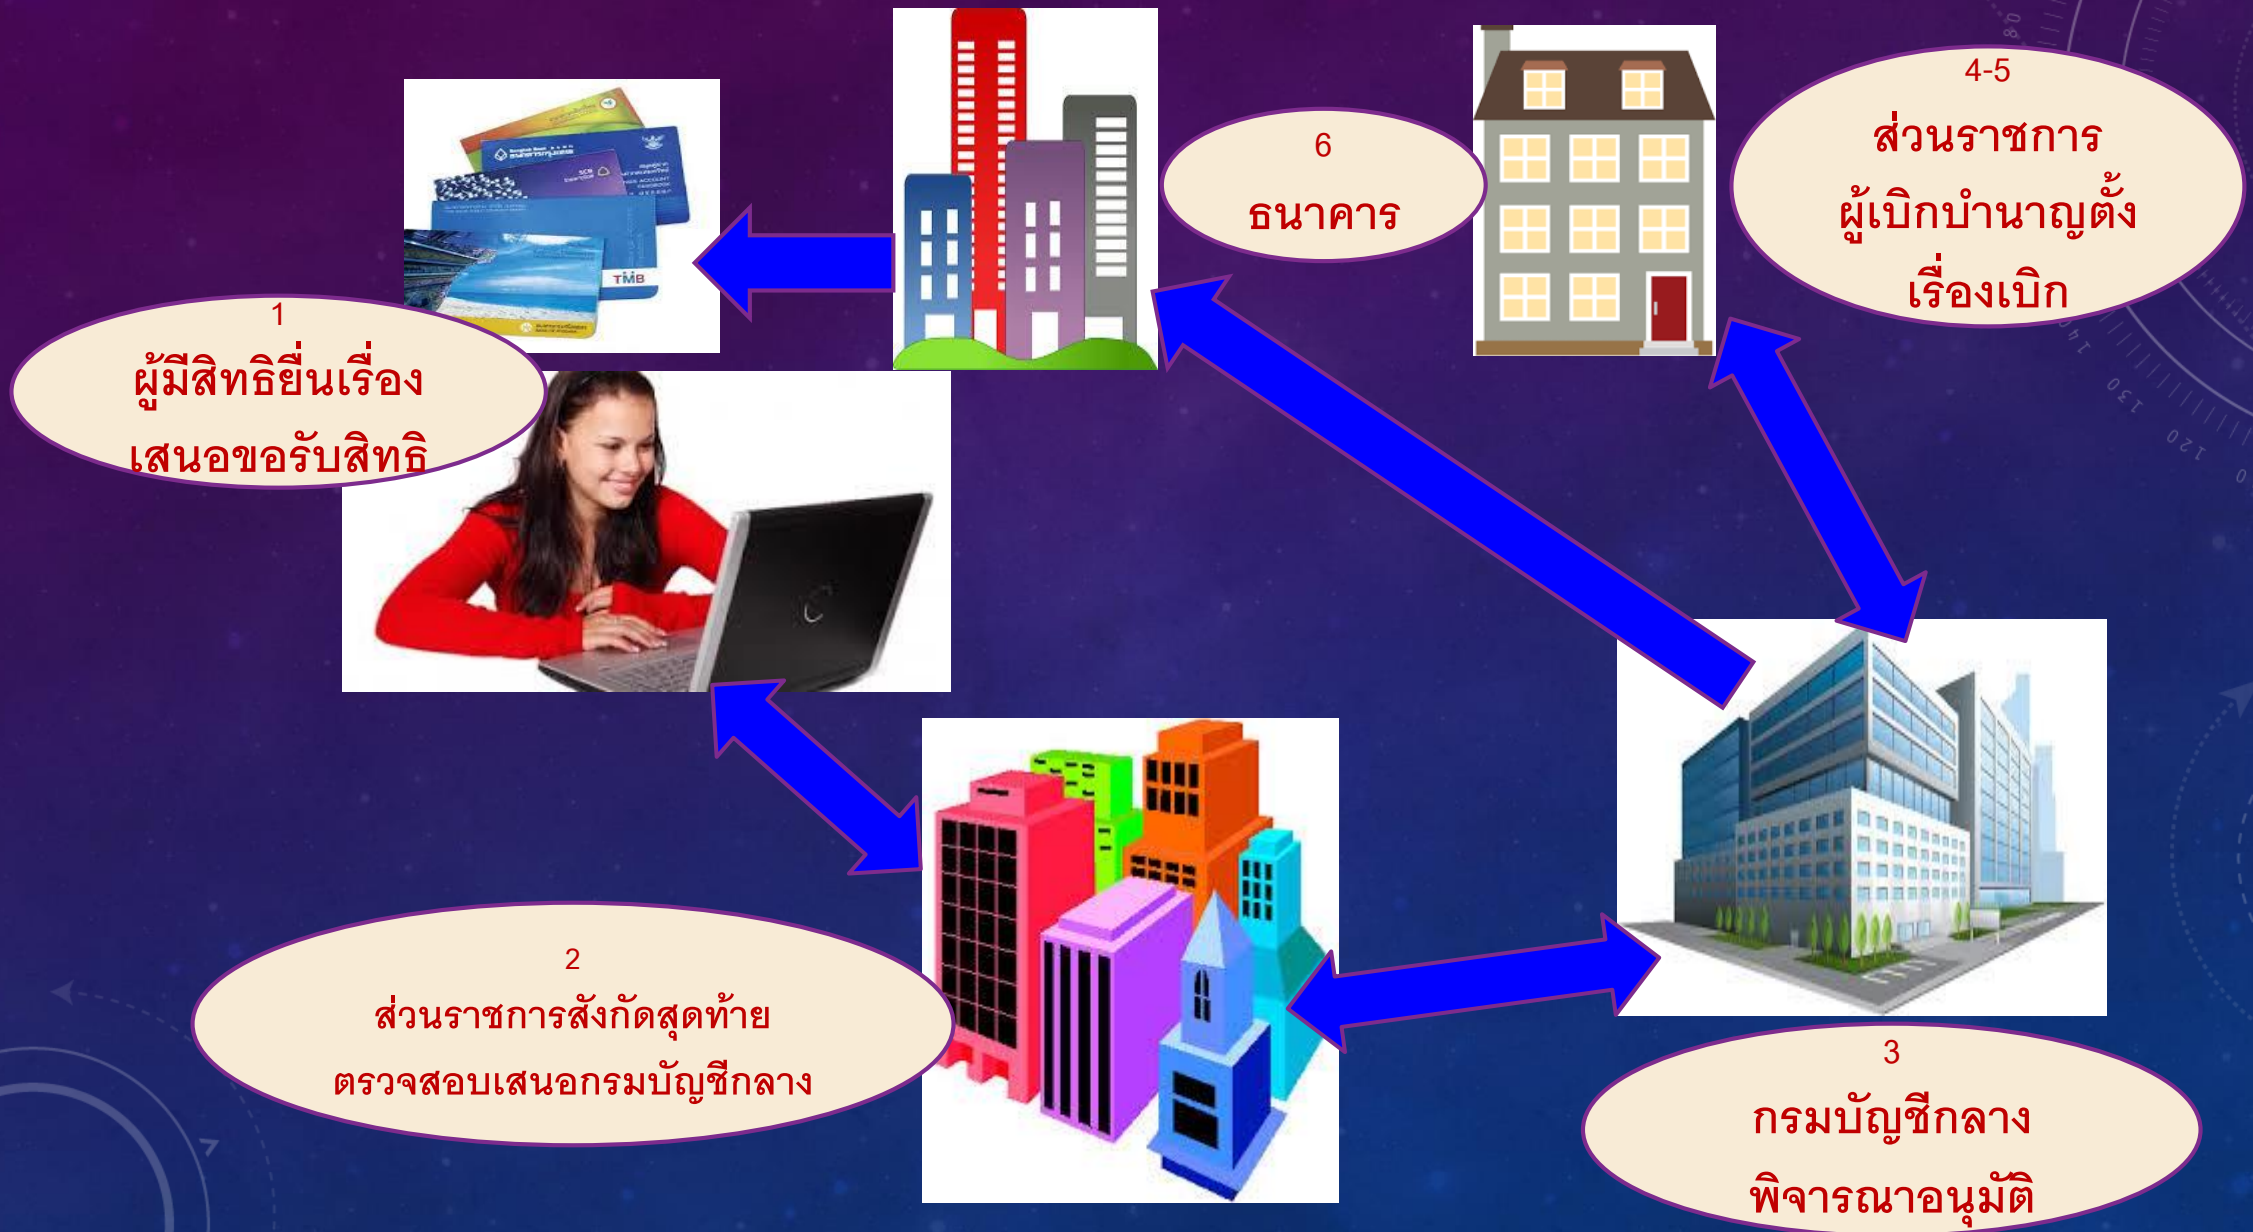 1
ผู้มีสิทธิยื่นเรื่อง
เสนอขอรับสิทธิ
2
ส่วนราชการสังกัดสุดท้าย
ตรวจสอบเสนอกรมบัญชีกลาง
3
กรมบัญชีกลาง
พิจารณาอนุมัติ
4-5
ส่วนราชการ
ผู้เบิกบำนาญตั้ง
เรื่องเบิก
6
ธนาคาร
TMB
SCB
80
140
130
120